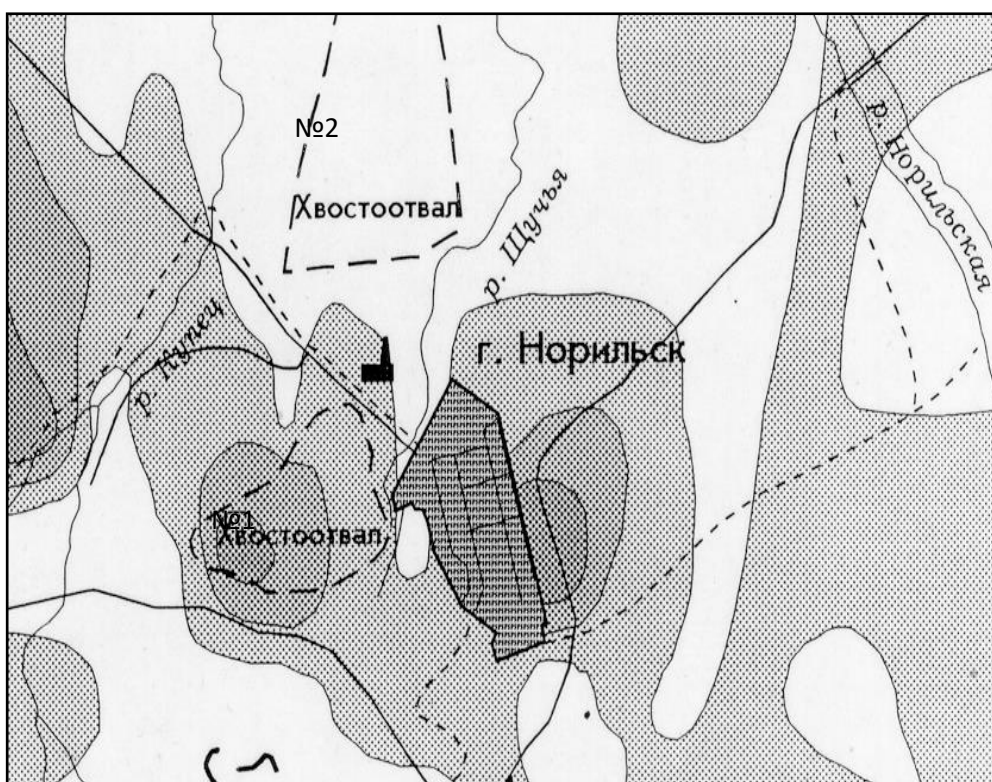 №2
Хвостоотвал
р. Щучья
р. Норильская
р. Купец
г. Норильск
№1
Хвостоотвал